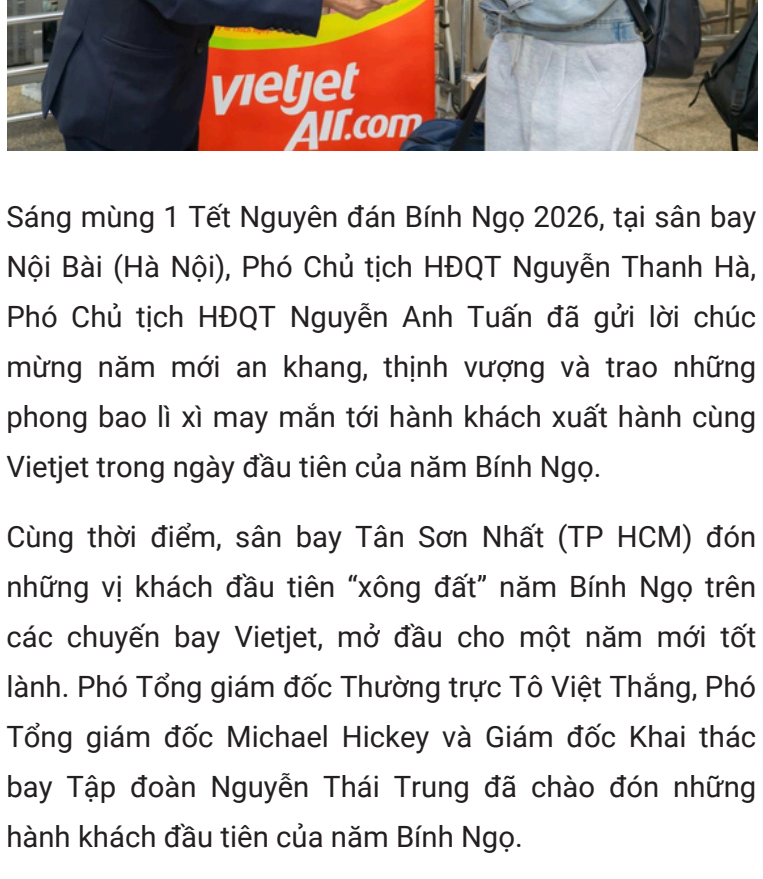 vietjet
Air.com
Sáng mùng 1 Tết Nguyên đán Bính Ngọ 2026, tại sân bay
Nội Bài (Hà Nội), Phó Chủ tịch HĐQT Nguyễn Thanh Hà,
Phó Chủ tịch HĐQT Nguyễn Anh Tuấn đã gửi lời chúc
mừng năm mới an khang, thịnh vượng và trao những
phong bao lì xì may mắn tới hành khách xuất hành cùng
Vietjet trong ngày đầu tiên của năm Bính Ngọ.
Cùng thời điểm, sân bay Tân Sơn Nhất (TP HCM) đón
những vị khách đầu tiên “xông đất” năm Bính Ngọ trên
các chuyến bay Vietjet, mở đầu cho một năm mới tốt
lành. Phó Tổng giám đốc Thường trực Tô Việt Thắng, Phó
Tổng giám đốc Michael Hickey và Giám đốc Khai thác
bay Tập đoàn Nguyễn Thái Trung đã chào đón những
hành khách đầu tiên của năm Bính Ngọ.